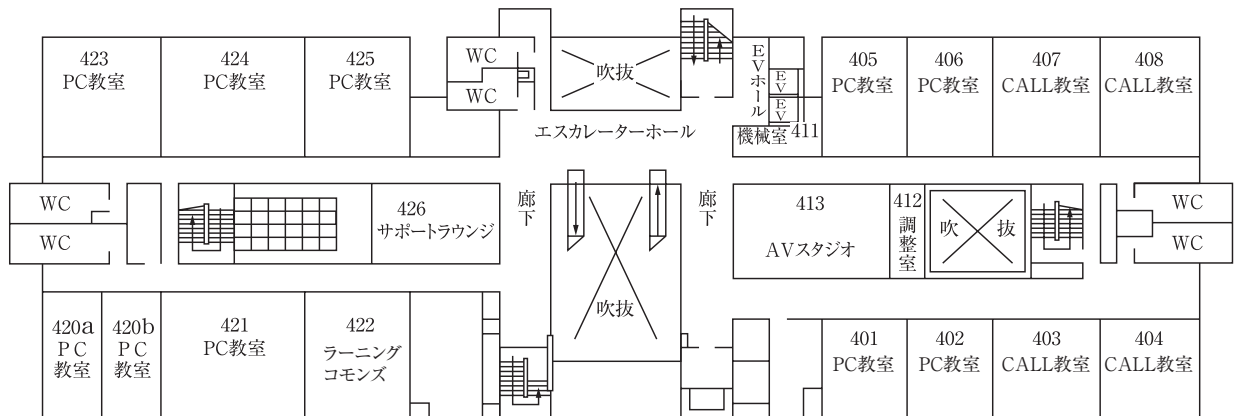 423
PC教室
424
PC教室
425
PC教室
WC
WC
吹抜
EVホール
EV
EV
機械室
411
405
PC教室
406
PC教室
407
CALL教室
408
CALL教室
エスカレーターホール
WC
WC
426
サポートラウンジ
廊下
廊下
吹抜
413
AVスタジオ
412
調整室
吹 抜
WC
WC
420a
PC
教室
420b
PC
教室
421
PC教室
422
ラーニング
コモンズ
401
PC教室
402
PC教室
403
CALL教室
404
CALL教室